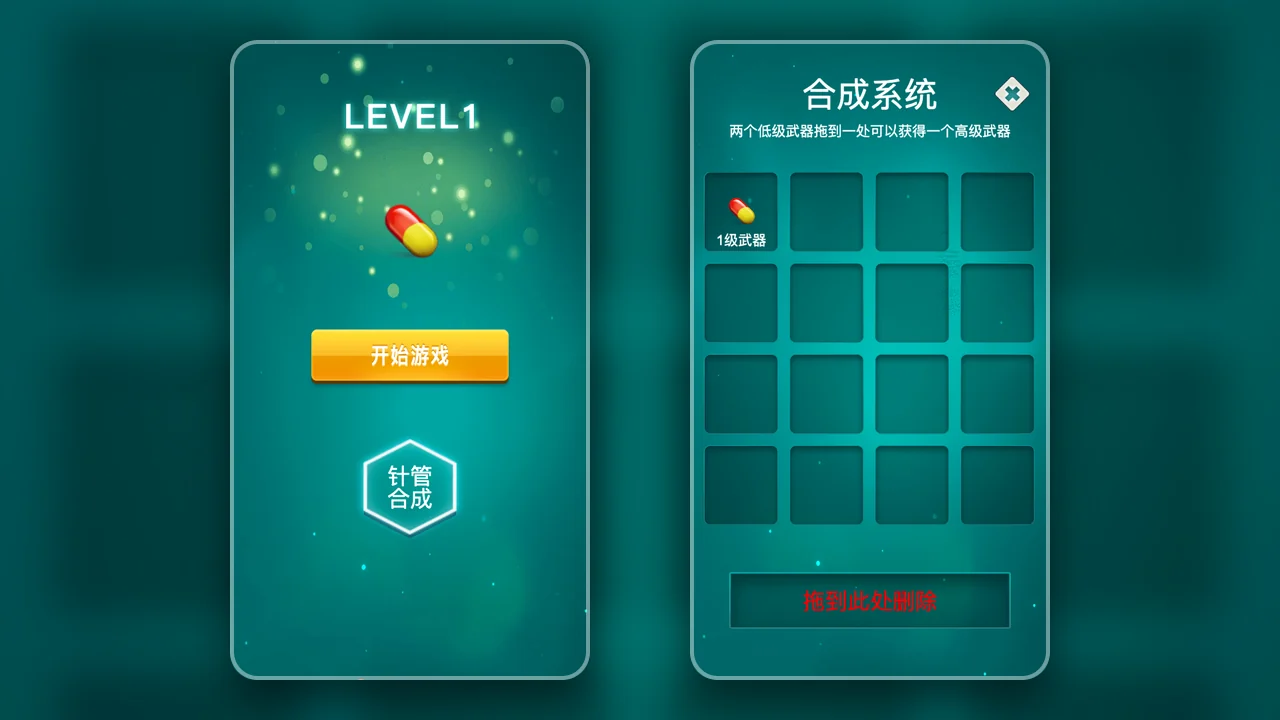 LEVEL1
开始游戏
针管
合成
合成系统
两个低级武器拖到一处可以获得一个高级武器
1级武器
拖到此处删除